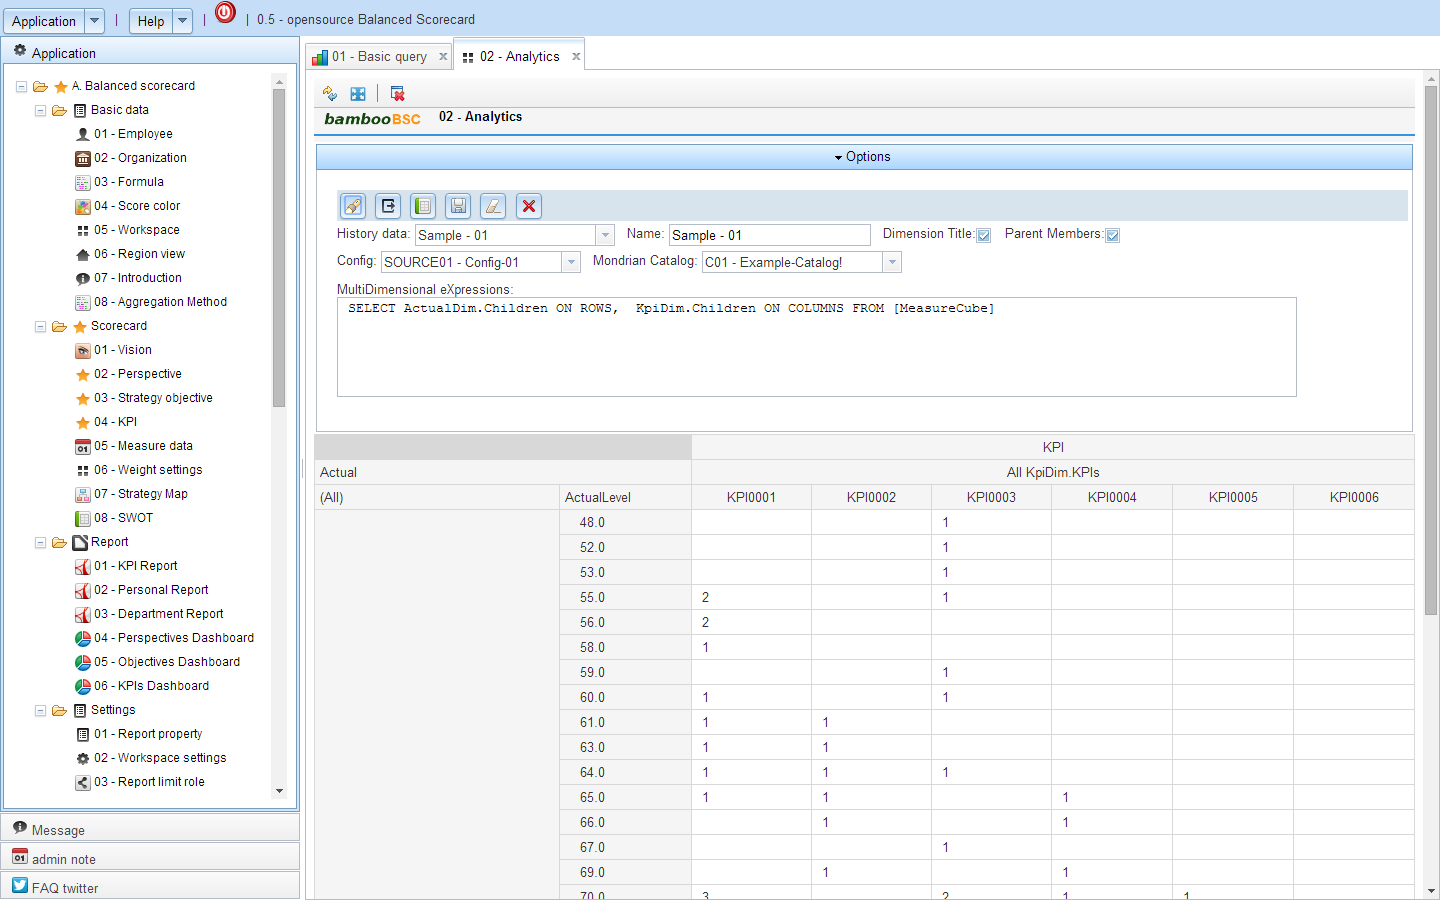 Application
Help
0.5 - opensource Balanced Scorecard
Application
A. Balanced scorecard
Basic data
01 - Employee
02 - Organization
03 - Formula
04 - Score color
05 - Workspace
06 - Region view
07 - Introduction
08 - Aggregation Method
Scorecard
01 - Vision
02 - Perspective
03 - Strategy objective
04 - KPI
05 - Measure data
06 - Weight settings
07 - Strategy Map
08 - SWOT
Report
01 - KPI Report
02 - Personal Report
03 - Department Report
04 - Perspectives Dashboard
05 - Objectives Dashboard
06 - KPIs Dashboard
Settings
01 - Report property
02 - Workspace settings
03 - Report limit role
Message
admin note
FAQ twitter
01 - Basic query
02 - Analytics
bambooBSC 02 - Analytics
Options
History data: Sample - 01 Name: Sample - 01 Dimension Title: Parent Members:
Config: SOURCE01 - Config-01 Mondrian Catalog: C01 - Example-Catalog!
MultiDimensional eXpressions:
SELECT ActualDim.Children ON ROWS,  KpiDim.Children ON COLUMNS FROM [MeasureCube]
KPI
Actual All KpiDim.KPIs
(All) ActualLevel KPI0001 KPI0002 KPI0003 KPI0004 KPI0005 KPI0006
48.0 1
52.0 1
53.0 1
55.0 2 1
56.0 2
58.0 1
59.0 1
60.0 1 1
61.0 1 1
63.0 1 1
64.0 1 1 1
65.0 1 1 1
66.0 1 1
67.0 1
69.0 1 1
70.0 3 2 1 1